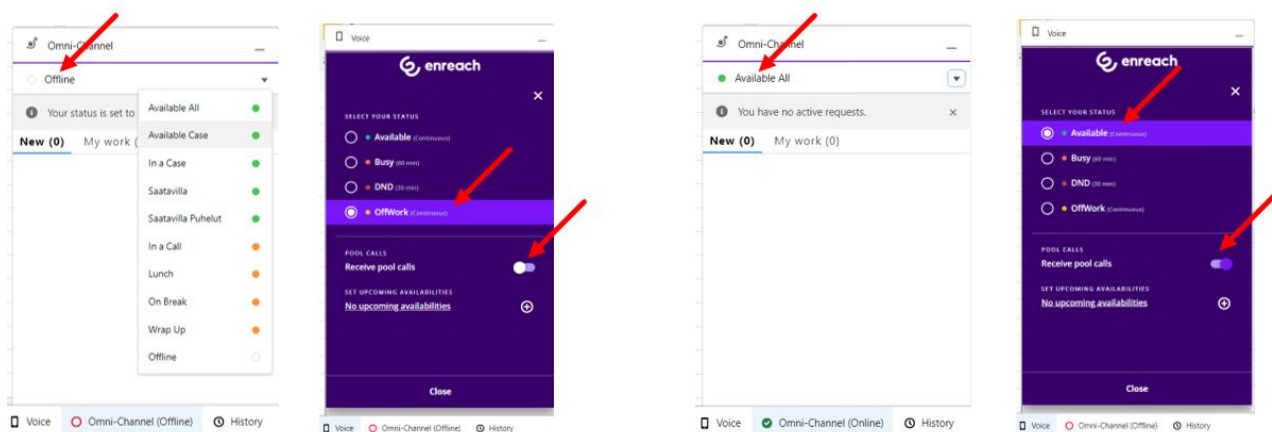 Omni-Channel
Offline
Your status is set to
New (0) My work (
Available All
Available Case
In a Case
Saatavilla
Saatavilla Puhelut
In a Call
Lunch
On Break
Wrap Up
Offline
Voice Omni-Channel (Offline) History
Voice
enreach
SELECT YOUR STATUS
Available (Continuous)
Busy (60 min)
DND (30 min)
OffWork (Continuous)
POOL CALLS
Receive pool calls
SET UPCOMING AVAILABILITIES
No upcoming availabilities
Close
Voice Omni-Channel (Offline) History
Omni-Channel
Available All
You have no active requests.
New (0) My work (0)
Voice Omni-Channel (Online) History
Voice
enreach
SELECT YOUR STATUS
Available (Continuous)
Busy (60 min)
DND (30 min)
OffWork (Continuous)
POOL CALLS
Receive pool calls
SET UPCOMING AVAILABILITIES
No upcoming availabilities
Close
Voice Omni-Channel (Offline) History